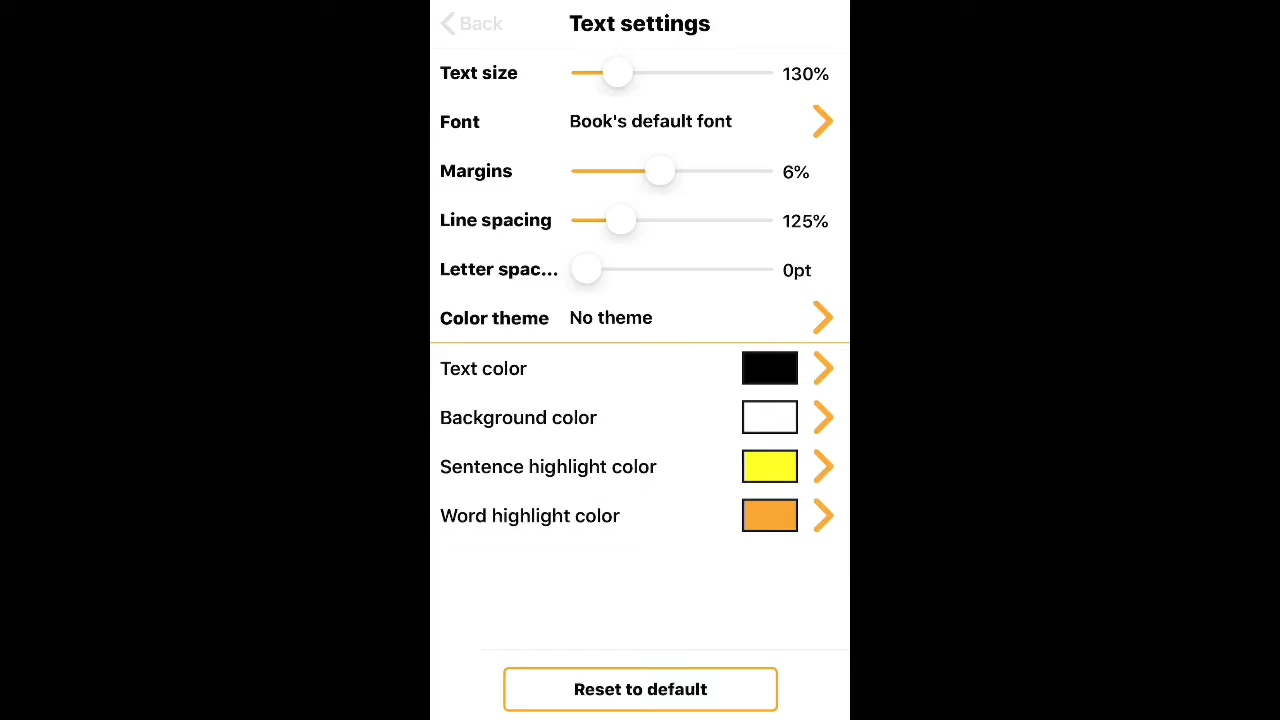 Back
Text settings
Text size 130%
Font Book's default font
Margins 6%
Line spacing 125%
Letter spac... 0pt
Color theme No theme
Text color
Background color
Sentence highlight color
Word highlight color
Reset to default